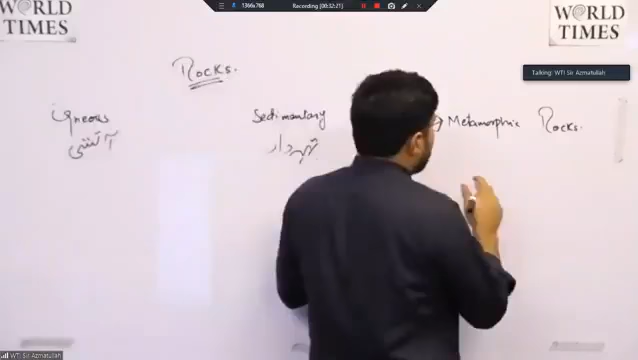 1366x768 Recording [00:32:21]
WORLD TIMES
WORLD TIMES
Talking: WTI Sir Azmatullah
Rocks.
Igneous
آتشی
Sedimentary
تہہ دار
Metamorphic Rocks.
WTI Sir Azmatullah